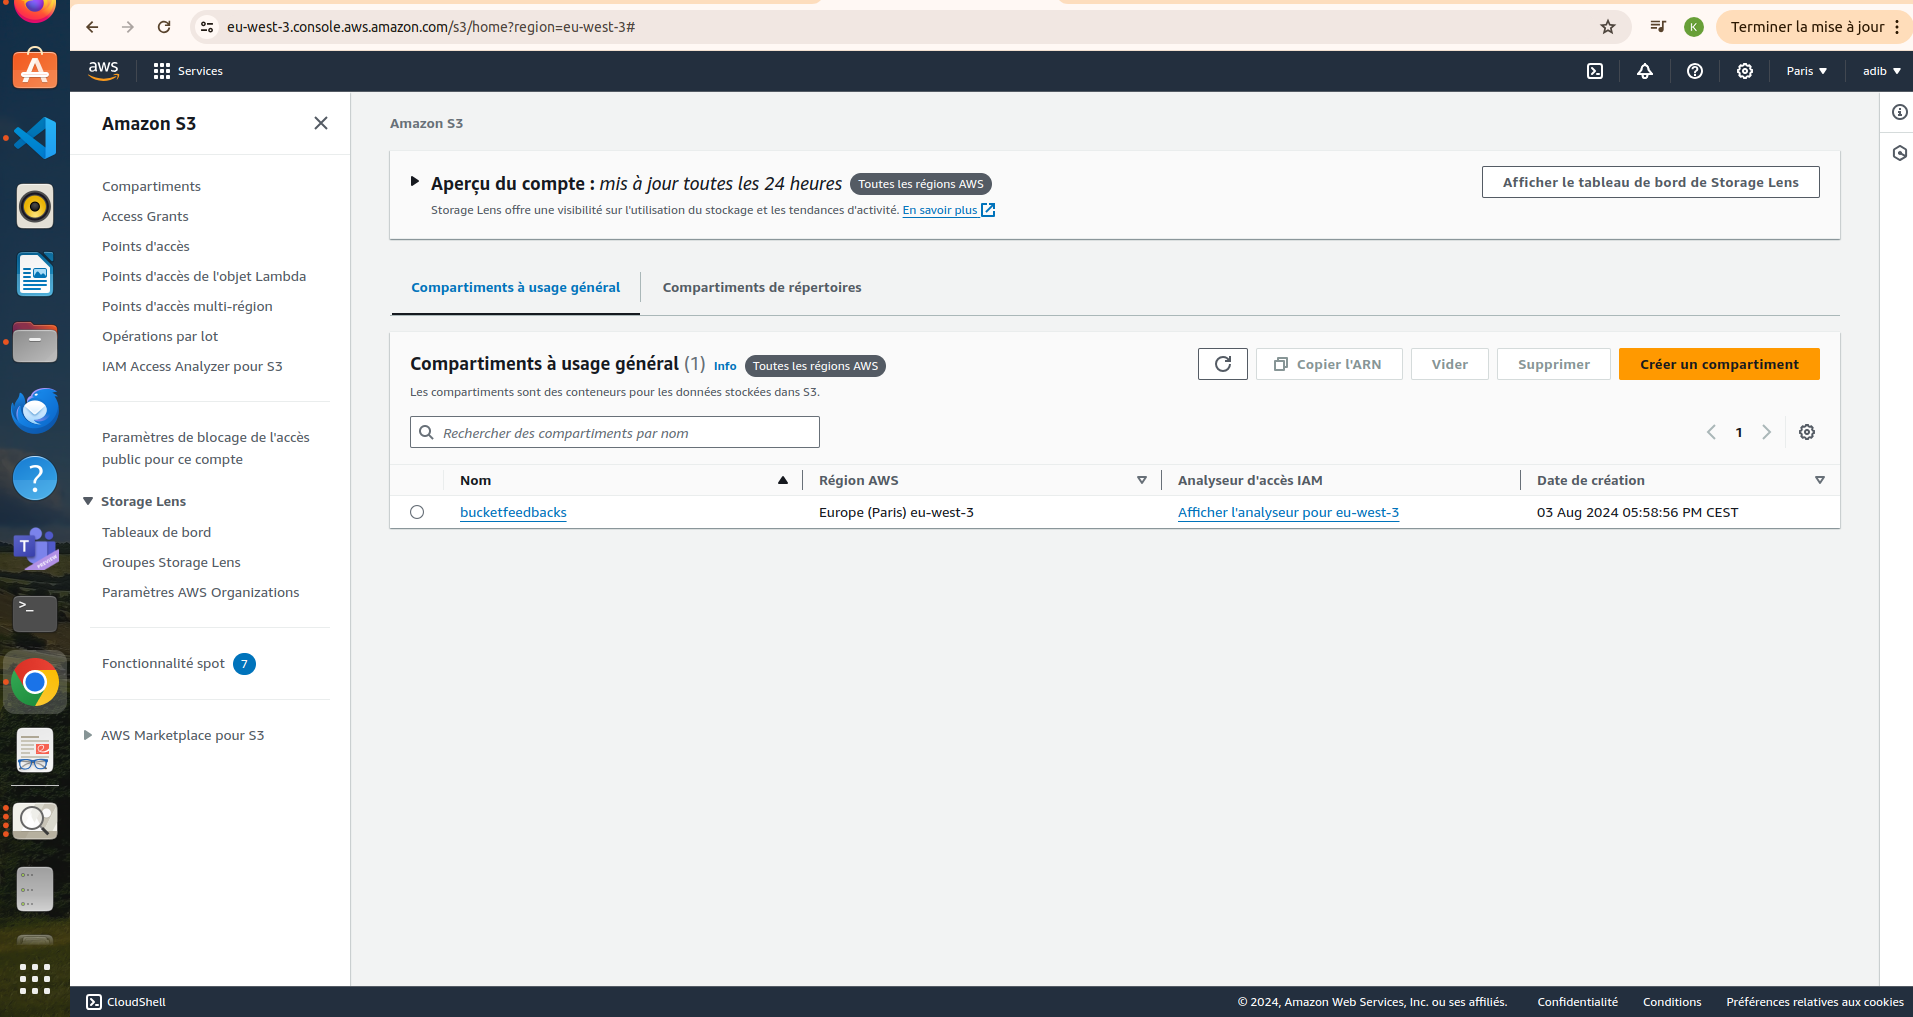 eu-west-3.console.aws.amazon.com/s3/home?region=eu-west-3#
K
Terminer la mise à jour
aws
Services
Paris
adib
Amazon S3
Compartiments
Access Grants
Points d'accès
Points d'accès de l'objet Lambda
Points d'accès multi-région
Opérations par lot
IAM Access Analyzer pour S3
Paramètres de blocage de l'accès
public pour ce compte
Storage Lens
Tableaux de bord
Groupes Storage Lens
Paramètres AWS Organizations
Fonctionnalité spot 7
AWS Marketplace pour S3
Amazon S3
Aperçu du compte : mis à jour toutes les 24 heures Toutes les régions AWS
Storage Lens offre une visibilité sur l'utilisation du stockage et les tendances d'activité. En savoir plus
Afficher le tableau de bord de Storage Lens
Compartiments à usage général
Compartiments de répertoires
Compartiments à usage général (1) Info Toutes les régions AWS
Les compartiments sont des conteneurs pour les données stockées dans S3.
Copier l'ARN
Vider
Supprimer
Créer un compartiment
Rechercher des compartiments par nom
1
Nom Région AWS Analyseur d'accès IAM Date de création
bucketfeedbacks Europe (Paris) eu-west-3 Afficher l'analyseur pour eu-west-3 03 Aug 2024 05:58:56 PM CEST
CloudShell
© 2024, Amazon Web Services, Inc. ou ses affiliés. Confidentialité Conditions Préférences relatives aux cookies